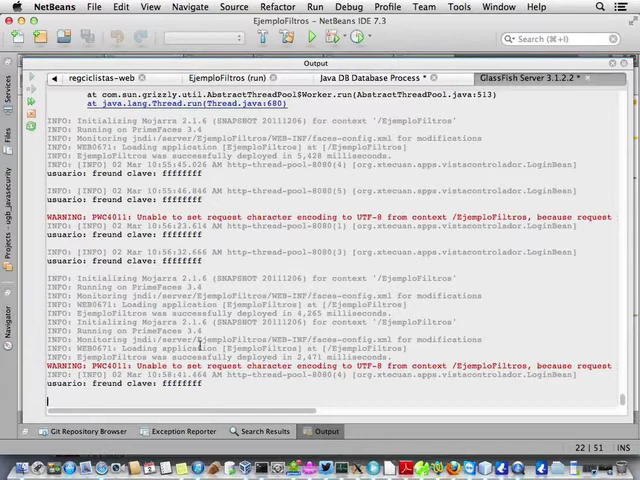 NetBeans File Edit View Navigate Source Refactor Run Debug Profile Team Tools Window Help
EjemploFiltros – NetBeans IDE 7.3
Search (⌘+I)
Output
regciclistas-web EjemploFiltros (run) Java DB Database Process * GlassFish Server 3.1.2.2 *
at com.sun.grizzly.util.AbstractThreadPool$Worker.run(AbstractThreadPool.java:513)
at java.lang.Thread.run(Thread.java:680)
INFO: Initializing Mojarra 2.1.6 (SNAPSHOT 20111206) for context '/EjemploFiltros'
INFO: Running on PrimeFaces 3.4
INFO: Monitoring jndi:/server/EjemploFiltros/WEB-INF/faces-config.xml for modifications
INFO: WEB0671: Loading application [EjemploFiltros] at [/EjemploFiltros]
INFO: EjemploFiltros was successfully deployed in 5,428 milliseconds.
INFO: [INFO] 02 Mar 10:55:45.026 AM http-thread-pool-8080(4) [org.xtecuan.apps.vistacontrolador.LoginBean]
usuario: freund clave: ffffffff
INFO: [INFO] 02 Mar 10:55:46.846 AM http-thread-pool-8080(5) [org.xtecuan.apps.vistacontrolador.LoginBean]
usuario: freund clave: ffffffff
WARNING: PWC4011: Unable to set request character encoding to UTF-8 from context /EjemploFiltros, because request
INFO: [INFO] 02 Mar 10:56:23.614 AM http-thread-pool-8080(1) [org.xtecuan.apps.vistacontrolador.LoginBean]
usuario: freund clave: ffffffff
INFO: [INFO] 02 Mar 10:56:32.666 AM http-thread-pool-8080(3) [org.xtecuan.apps.vistacontrolador.LoginBean]
usuario: freund clave: ffffffff
INFO: Initializing Mojarra 2.1.6 (SNAPSHOT 20111206) for context '/EjemploFiltros'
INFO: Running on PrimeFaces 3.4
INFO: Monitoring jndi:/server/EjemploFiltros/WEB-INF/faces-config.xml for modifications
INFO: WEB0671: Loading application [EjemploFiltros] at [/EjemploFiltros]
INFO: EjemploFiltros was successfully deployed in 4,265 milliseconds.
INFO: Initializing Mojarra 2.1.6 (SNAPSHOT 20111206) for context '/EjemploFiltros'
INFO: Running on PrimeFaces 3.4
INFO: Monitoring jndi:/server/EjemploFiltros/WEB-INF/faces-config.xml for modifications
INFO: WEB0671: Loading application [EjemploFiltros] at [/EjemploFiltros]
INFO: EjemploFiltros was successfully deployed in 2,471 milliseconds.
WARNING: PWC4011: Unable to set request character encoding to UTF-8 from context /EjemploFiltros, because request
INFO: [INFO] 02 Mar 10:58:41.464 AM http-thread-pool-8080(4) [org.xtecuan.apps.vistacontrolador.LoginBean]
usuario: freund clave: ffffffff
Services
Files
Projects
ugb_javasecurity
Navigator
Git Repository Browser Exception Reporter Search Results Output
22 | 51 INS